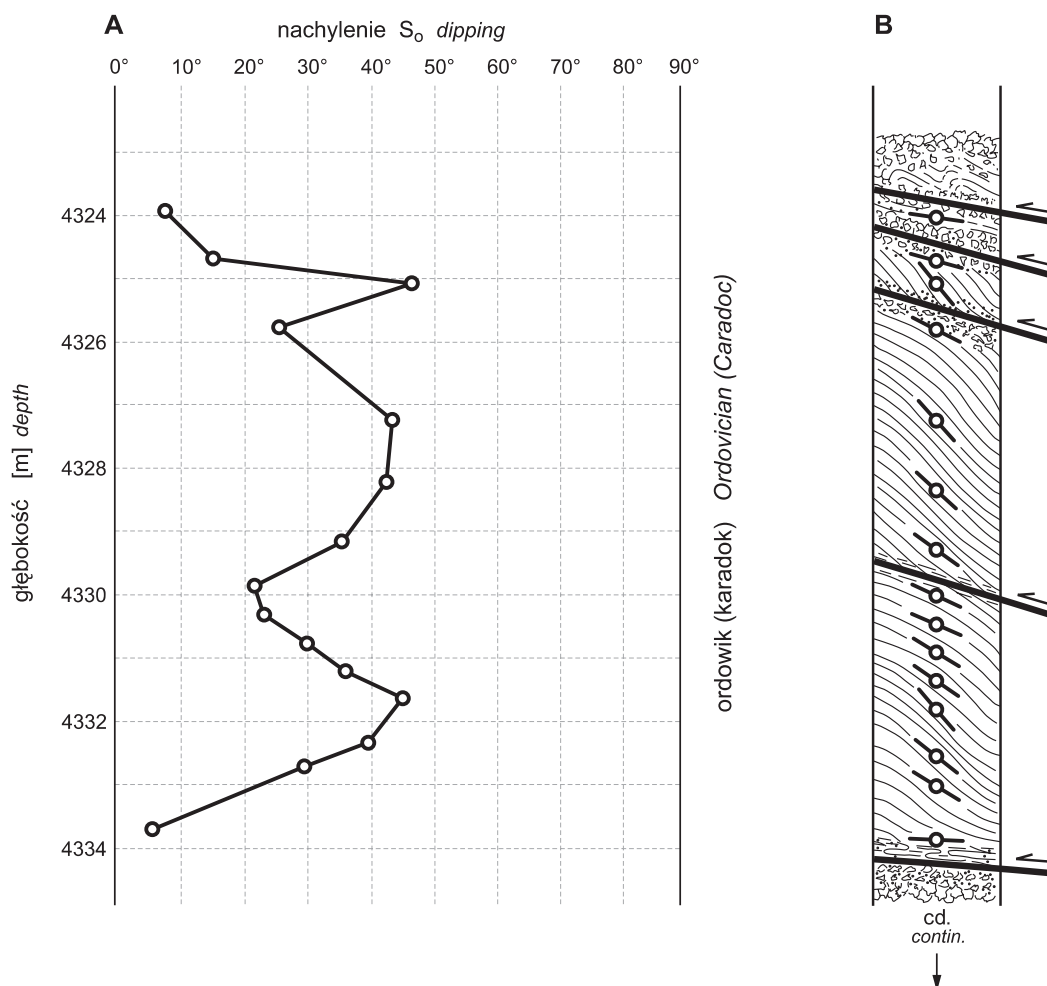 A
nachylenie So dipping
B
0° 10° 20° 30° 40° 50° 60° 70° 80° 90°
4324
4326
4328
4330
4332
4334
głębokość [m] depth
ordowik (karadok) Ordovician (Caradoc)
cd.
contin.